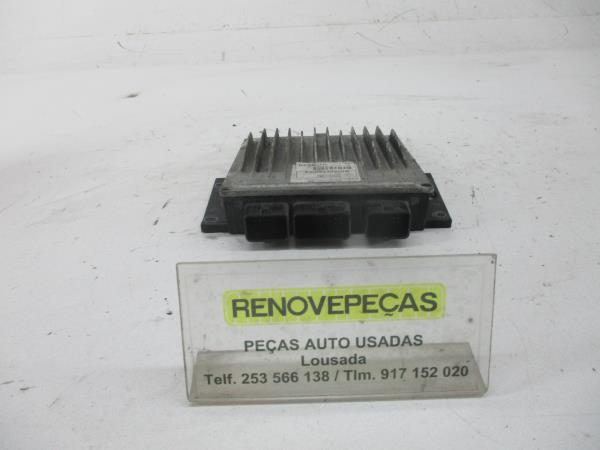 RENOVEPEÇAS
PEÇAS AUTO USADAS
Lousada
Telf. 253 566 138 / Tlm. 917 152 020